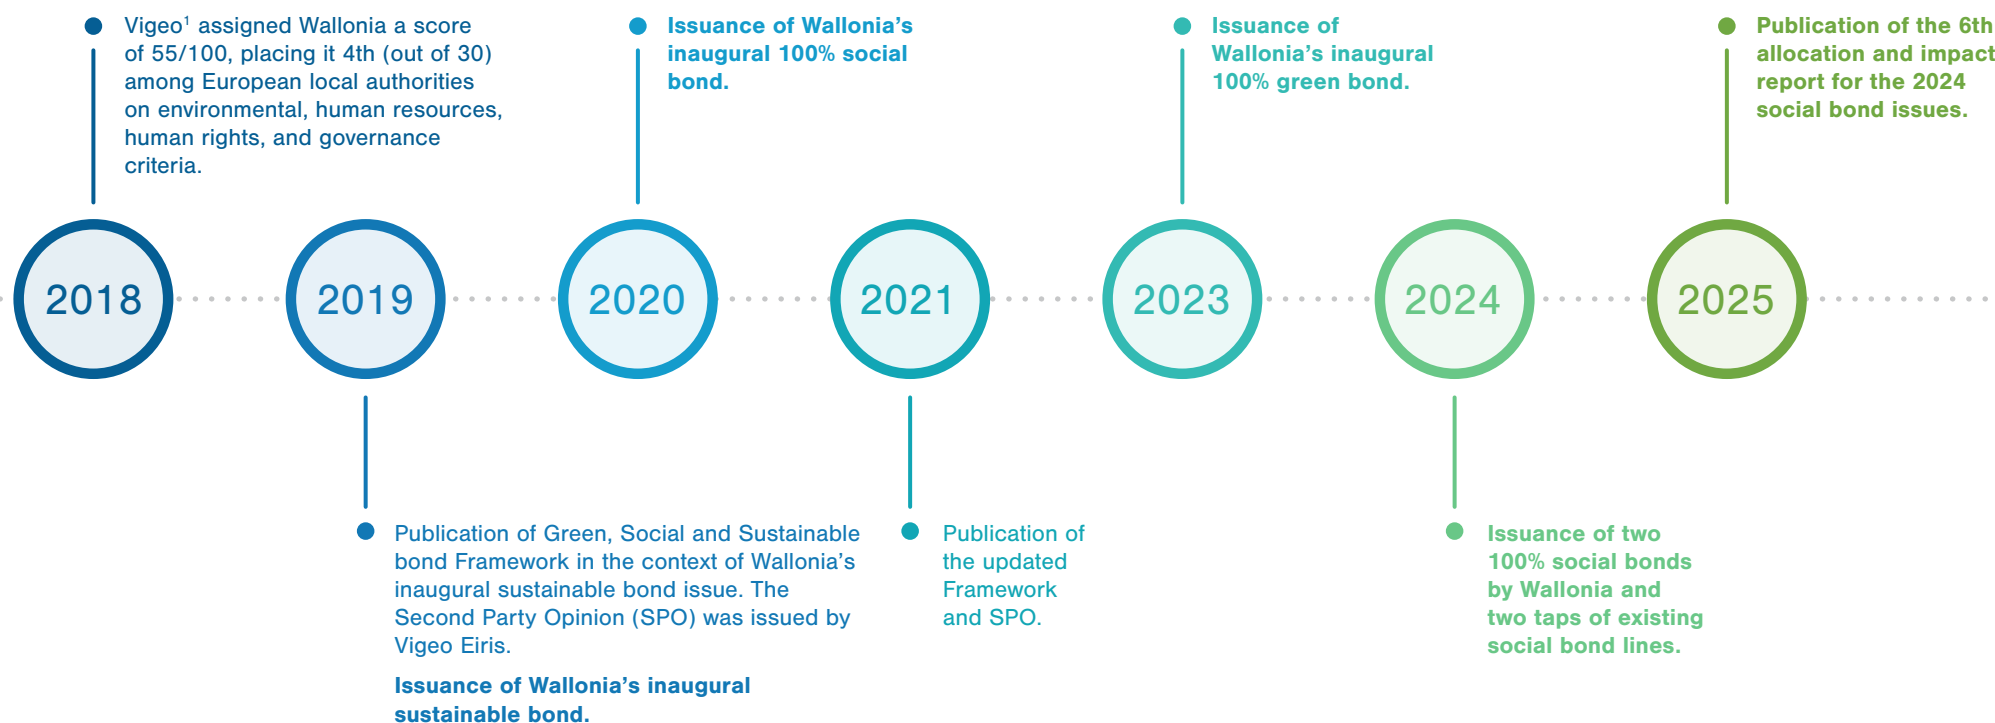 Vigeo¹ assigned Wallonia a score
of 55/100, placing it 4th (out of 30)
among European local authorities
on environmental, human resources,
human rights, and governance
criteria.
Issuance of Wallonia’s
inaugural 100% social
bond.
Issuance of
Wallonia’s inaugural
100% green bond.
Publication of the 6th
allocation and impact
report for the 2024
social bond issues.
2018
2019
2020
2021
2023
2024
2025
Publication of Green, Social and Sustainable
bond Framework in the context of Wallonia’s
inaugural sustainable bond issue. The
Second Party Opinion (SPO) was issued by
Vigeo Eiris.
Issuance of Wallonia’s inaugural
sustainable bond.
Publication of
the updated
Framework
and SPO.
Issuance of two
100% social bonds
by Wallonia and
two taps of existing
social bond lines.